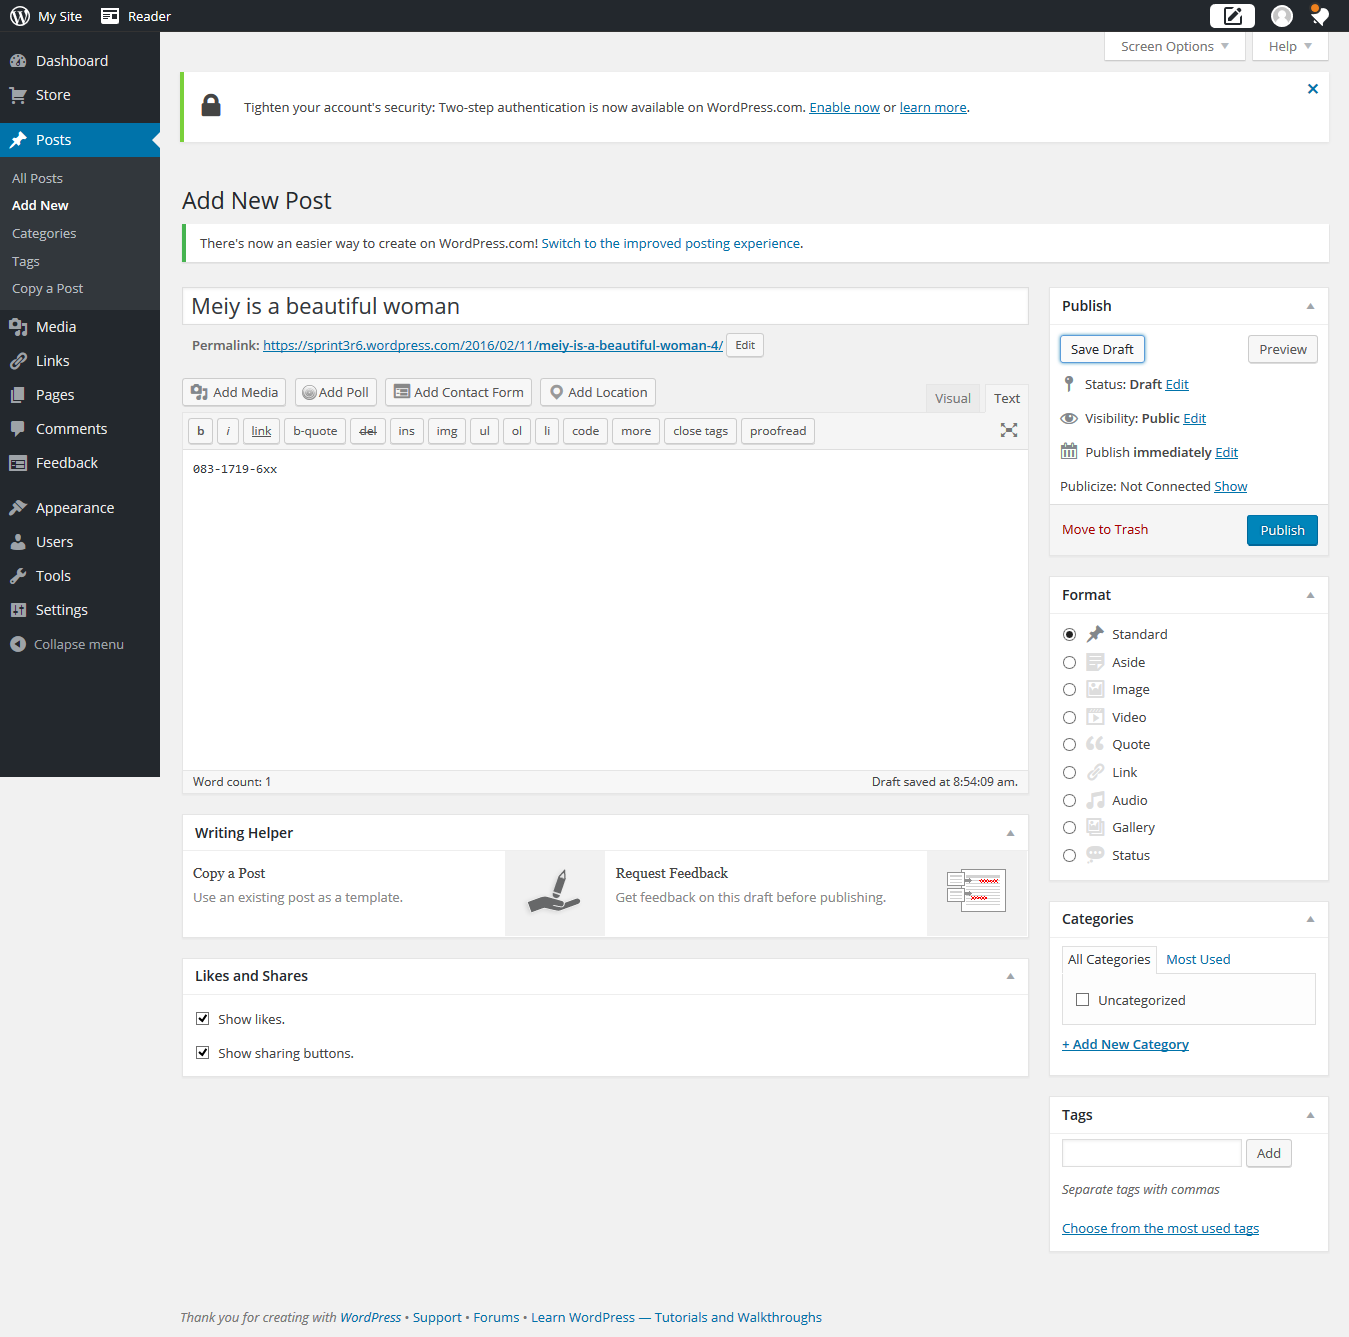 My Site Reader
Screen Options Help
Dashboard
Store
Posts
All Posts
Add New
Categories
Tags
Copy a Post
Media
Links
Pages
Comments
Feedback
Appearance
Users
Tools
Settings
Collapse menu
Tighten your account's security: Two-step authentication is now available on WordPress.com. Enable now or learn more.
Add New Post
There's now an easier way to create on WordPress.com! Switch to the improved posting experience.
Meiy is a beautiful woman
Permalink: https://sprint3r6.wordpress.com/2016/02/11/meiy-is-a-beautiful-woman-4/ Edit
Add Media Add Poll Add Contact Form Add Location Visual Text
b i link b-quote del ins img ul ol li code more close tags proofread
083-1719-6xx
Word count: 1 Draft saved at 8:54:09 am.
Writing Helper
Copy a Post
Use an existing post as a template.
Request Feedback
Get feedback on this draft before publishing.
Likes and Shares
Show likes.
Show sharing buttons.
Publish
Save Draft Preview
Status: Draft Edit
Visibility: Public Edit
Publish immediately Edit
Publicize: Not Connected Show
Move to Trash Publish
Format
Standard
Aside
Image
Video
Quote
Link
Audio
Gallery
Status
Categories
All Categories Most Used
Uncategorized
+ Add New Category
Tags
Add
Separate tags with commas
Choose from the most used tags
Thank you for creating with WordPress • Support • Forums • Learn WordPress — Tutorials and Walkthroughs